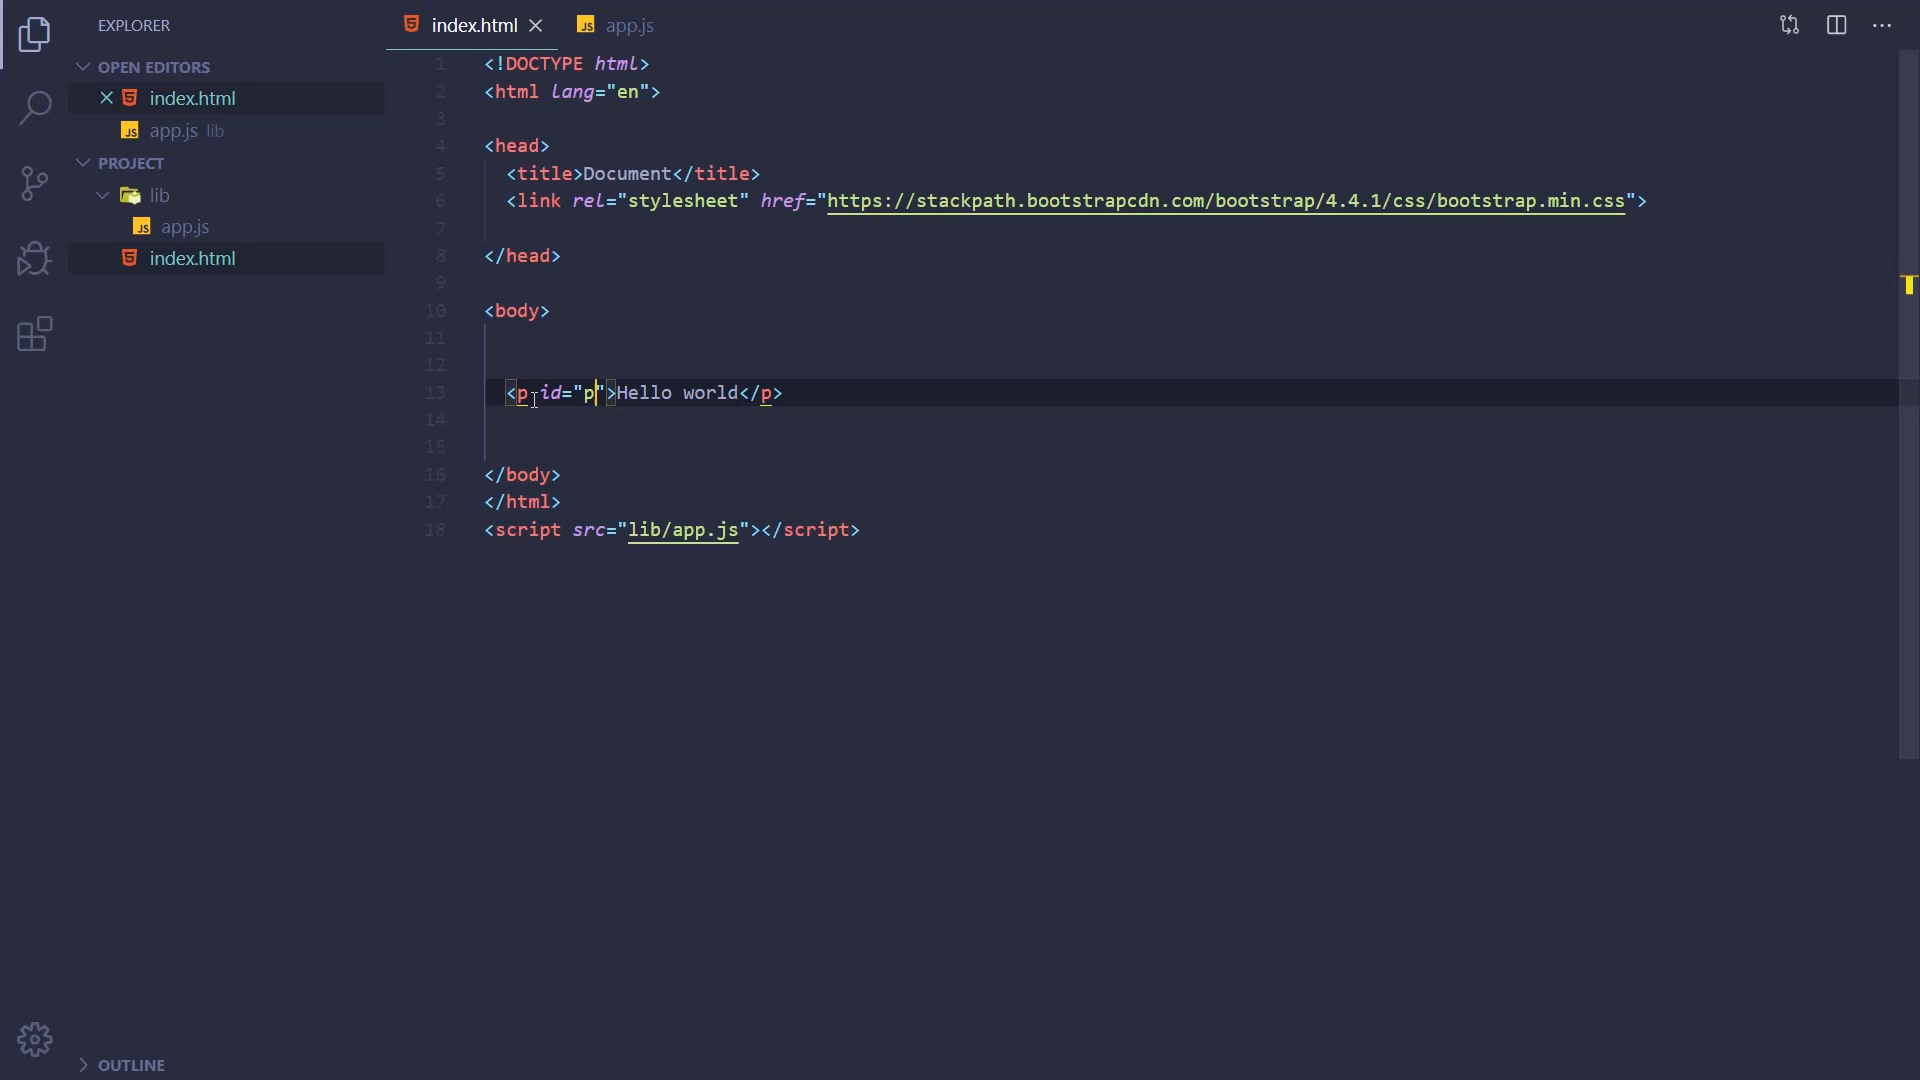 EXPLORER
OPEN EDITORS
index.html
app.js lib
PROJECT
lib
app.js
index.html
OUTLINE
index.html
app.js
1 <!DOCTYPE html>
2 <html lang="en">
3
4 <head>
5 <title>Document</title>
6 <link rel="stylesheet" href="https://stackpath.bootstrapcdn.com/bootstrap/4.4.1/css/bootstrap.min.css">
7
8 </head>
9
10 <body>
11
12
13 <p id="p">Hello world</p>
14
15
16 </body>
17 </html>
18 <script src="lib/app.js"></script>